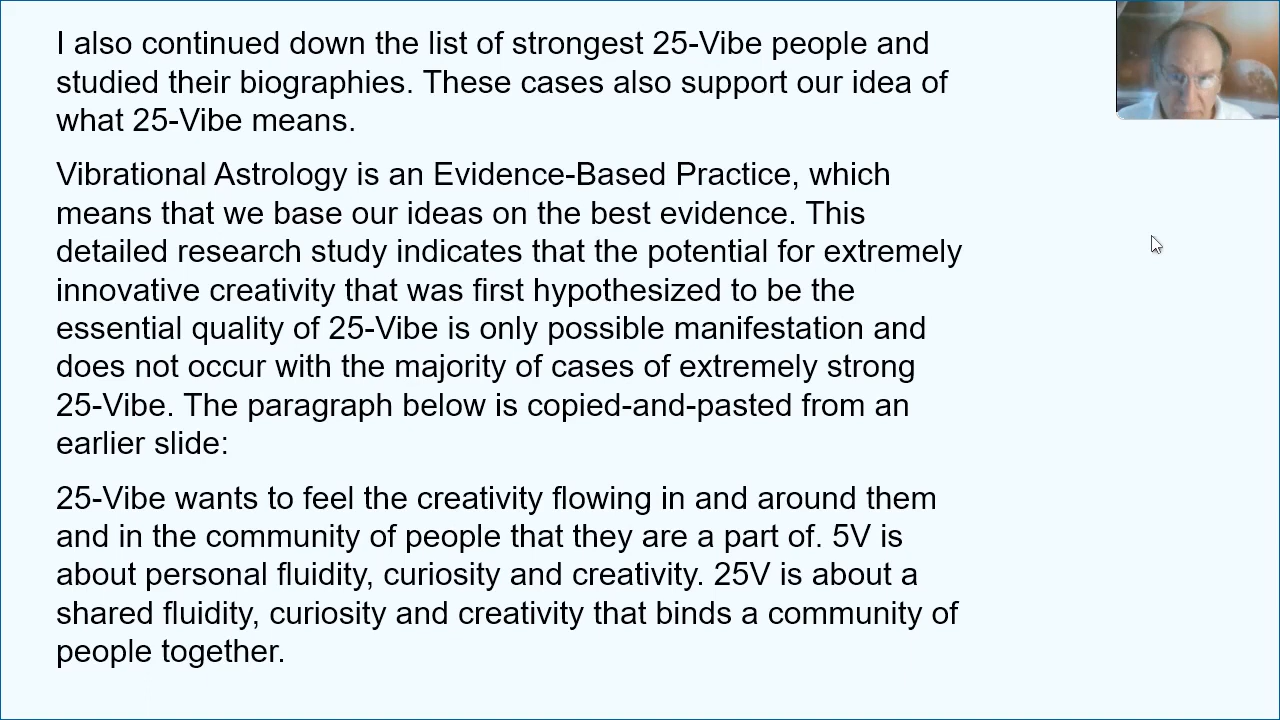 I also continued down the list of strongest 25-Vibe people and
studied their biographies. These cases also support our idea of
what 25-Vibe means.
Vibrational Astrology is an Evidence-Based Practice, which
means that we base our ideas on the best evidence. This
detailed research study indicates that the potential for extremely
innovative creativity that was first hypothesized to be the
essential quality of 25-Vibe is only possible manifestation and
does not occur with the majority of cases of extremely strong
25-Vibe. The paragraph below is copied-and-pasted from an
earlier slide:
25-Vibe wants to feel the creativity flowing in and around them
and in the community of people that they are a part of. 5V is
about personal fluidity, curiosity and creativity. 25V is about a
shared fluidity, curiosity and creativity that binds a community of
people together.